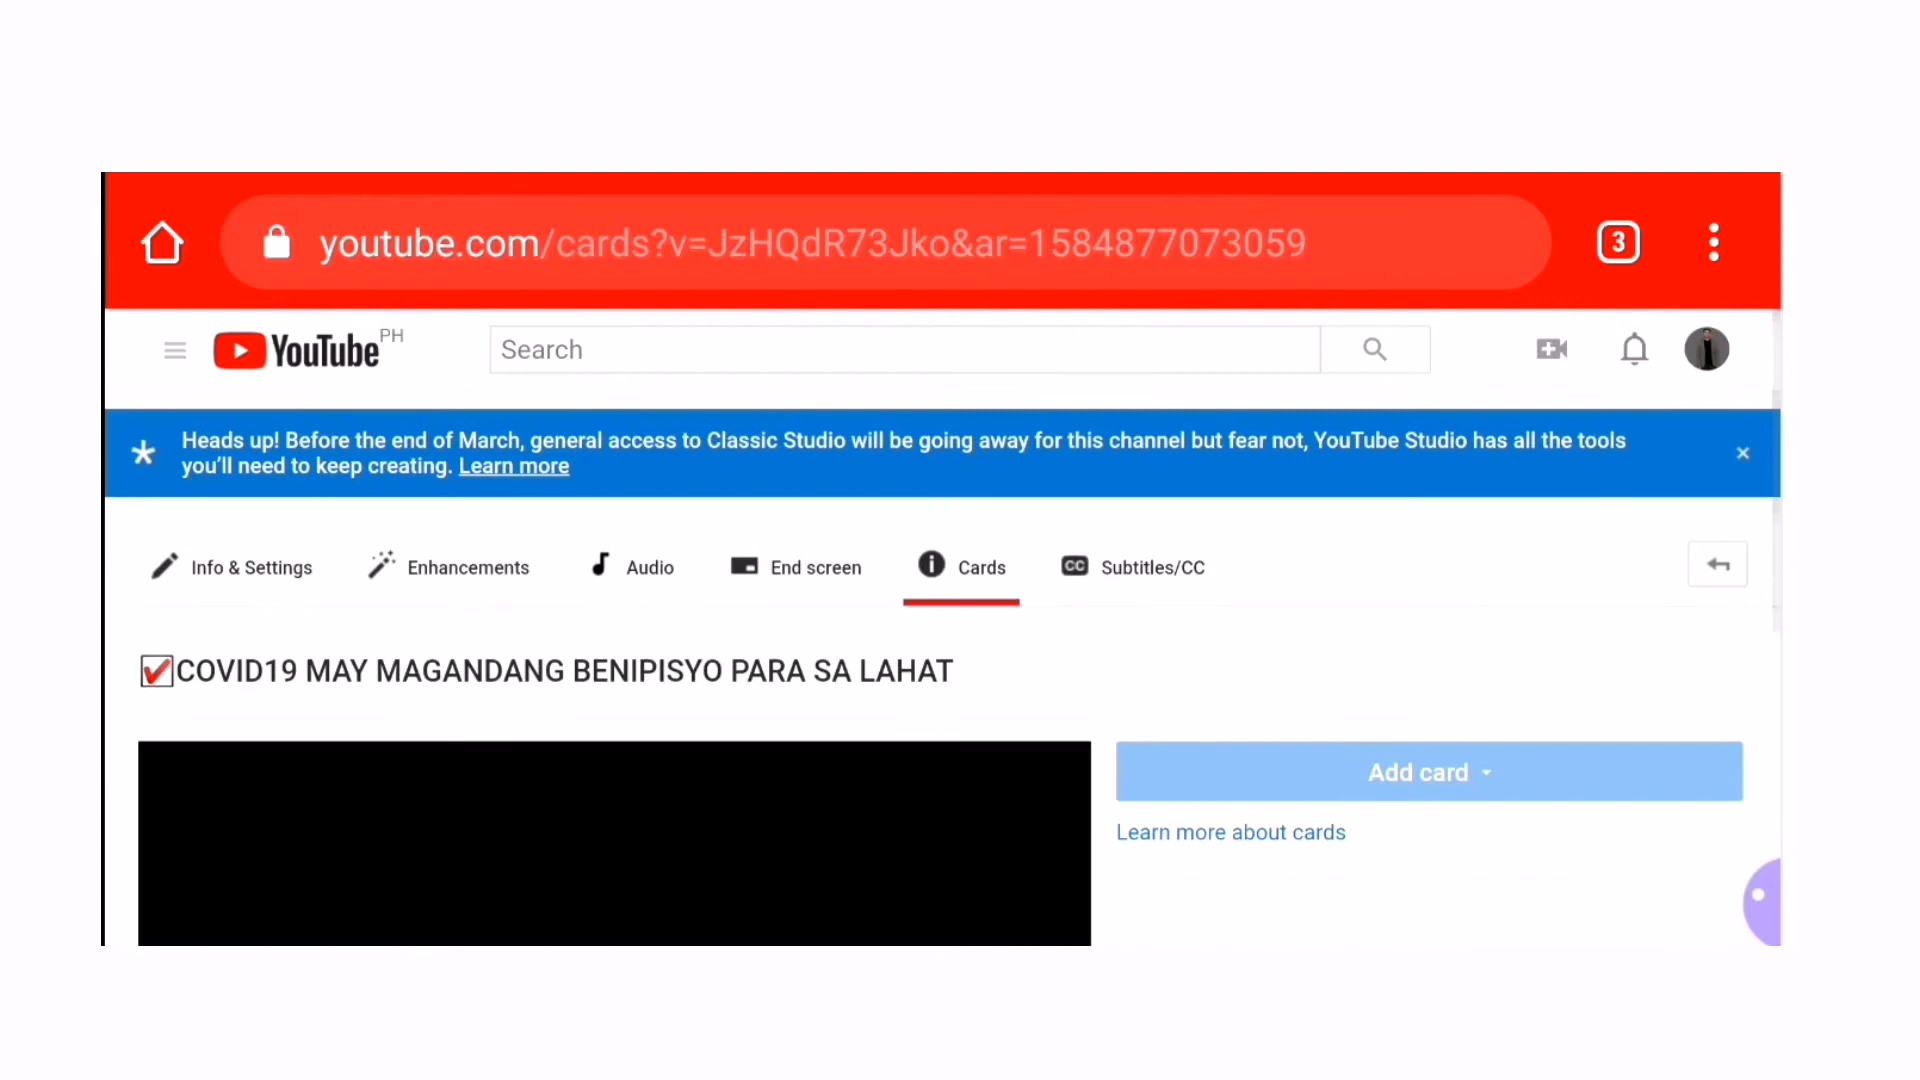 youtube.com/cards?v=JzHQdR73Jko&ar=1584877073059
3
YouTube PH
Search
Heads up! Before the end of March, general access to Classic Studio will be going away for this channel but fear not, YouTube Studio has all the tools
you'll need to keep creating. Learn more
Info & Settings
Enhancements
Audio
End screen
Cards
CC Subtitles/CC
COVID19 MAY MAGANDANG BENIPISYO PARA SA LAHAT
Add card
Learn more about cards